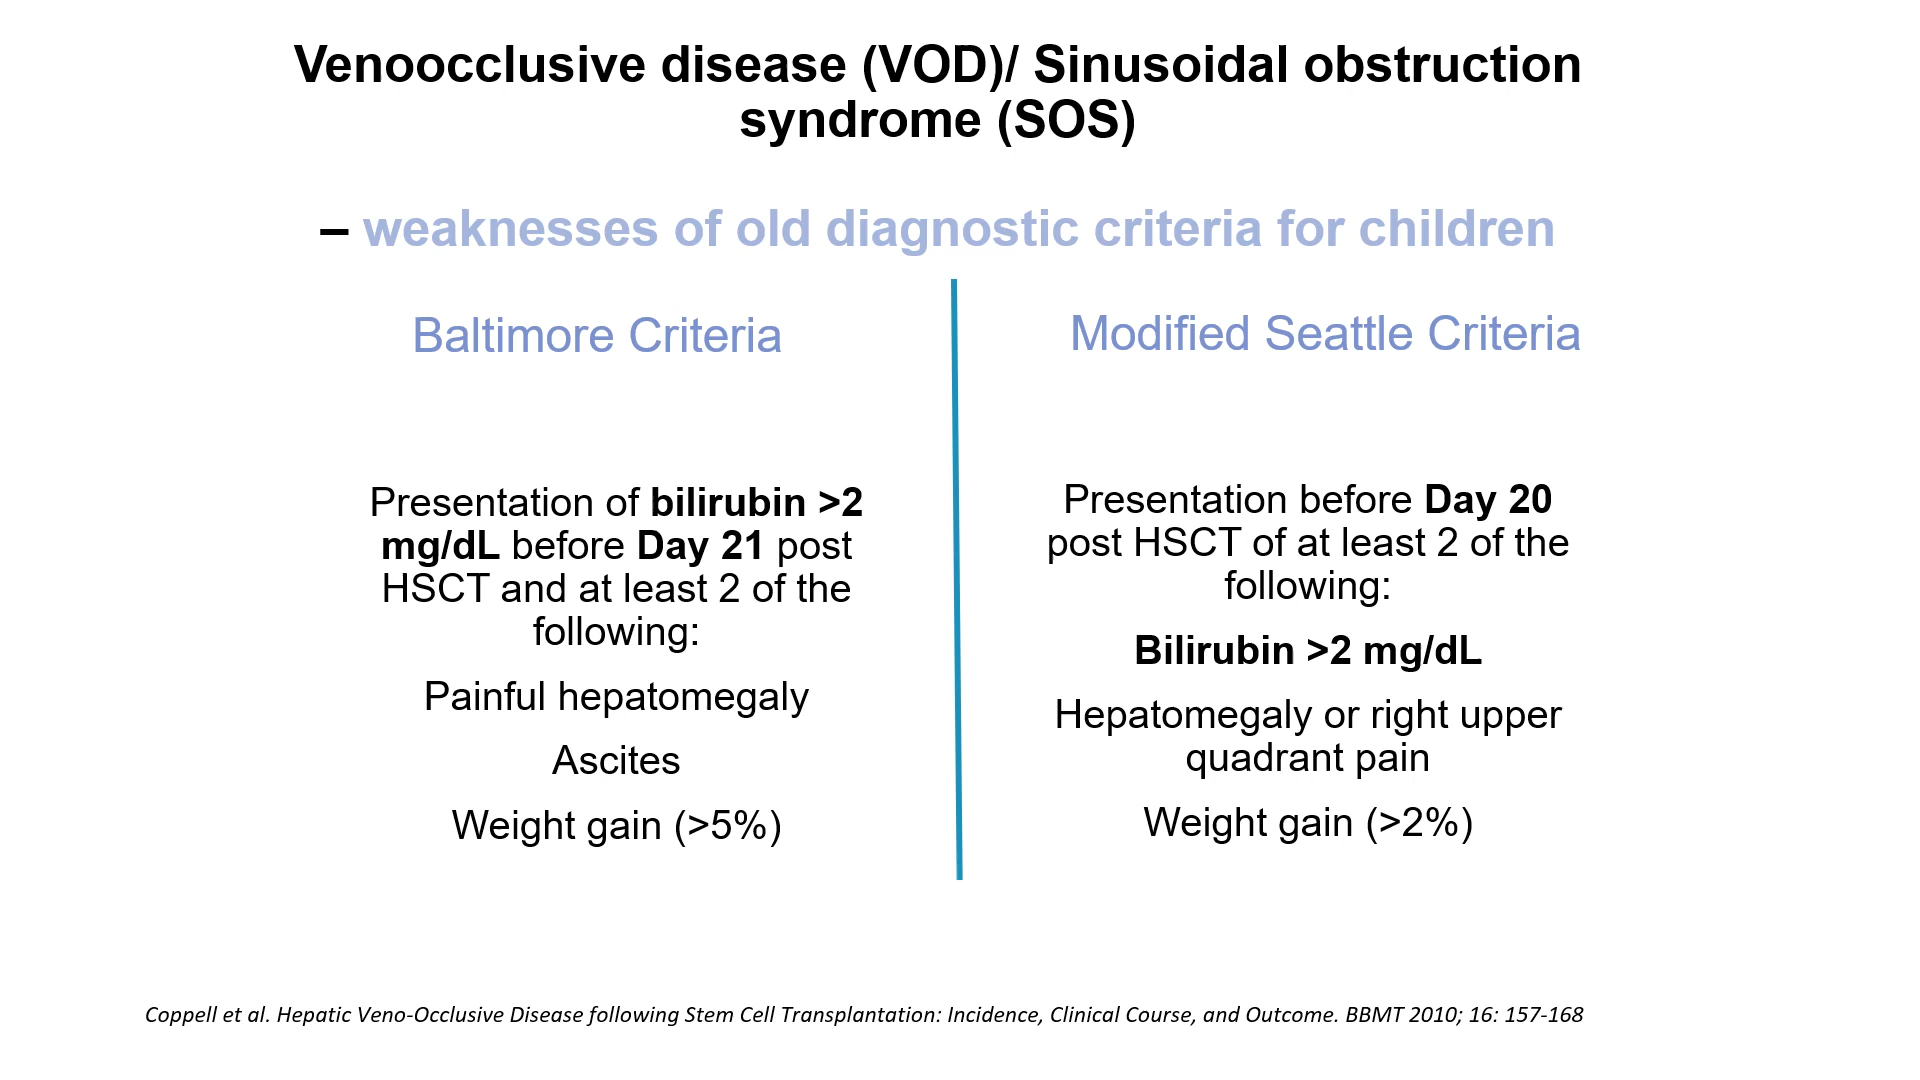 Venoocclusive disease (VOD)/ Sinusoidal obstruction
syndrome (SOS)
– weaknesses of old diagnostic criteria for children
Baltimore Criteria
Presentation of bilirubin >2
mg/dL before Day 21 post
HSCT and at least 2 of the
following:
Painful hepatomegaly
Ascites
Weight gain (>5%)
Modified Seattle Criteria
Presentation before Day 20
post HSCT of at least 2 of the
following:
Bilirubin >2 mg/dL
Hepatomegaly or right upper
quadrant pain
Weight gain (>2%)
Coppell et al. Hepatic Veno-Occlusive Disease following Stem Cell Transplantation: Incidence, Clinical Course, and Outcome. BBMT 2010; 16: 157-168